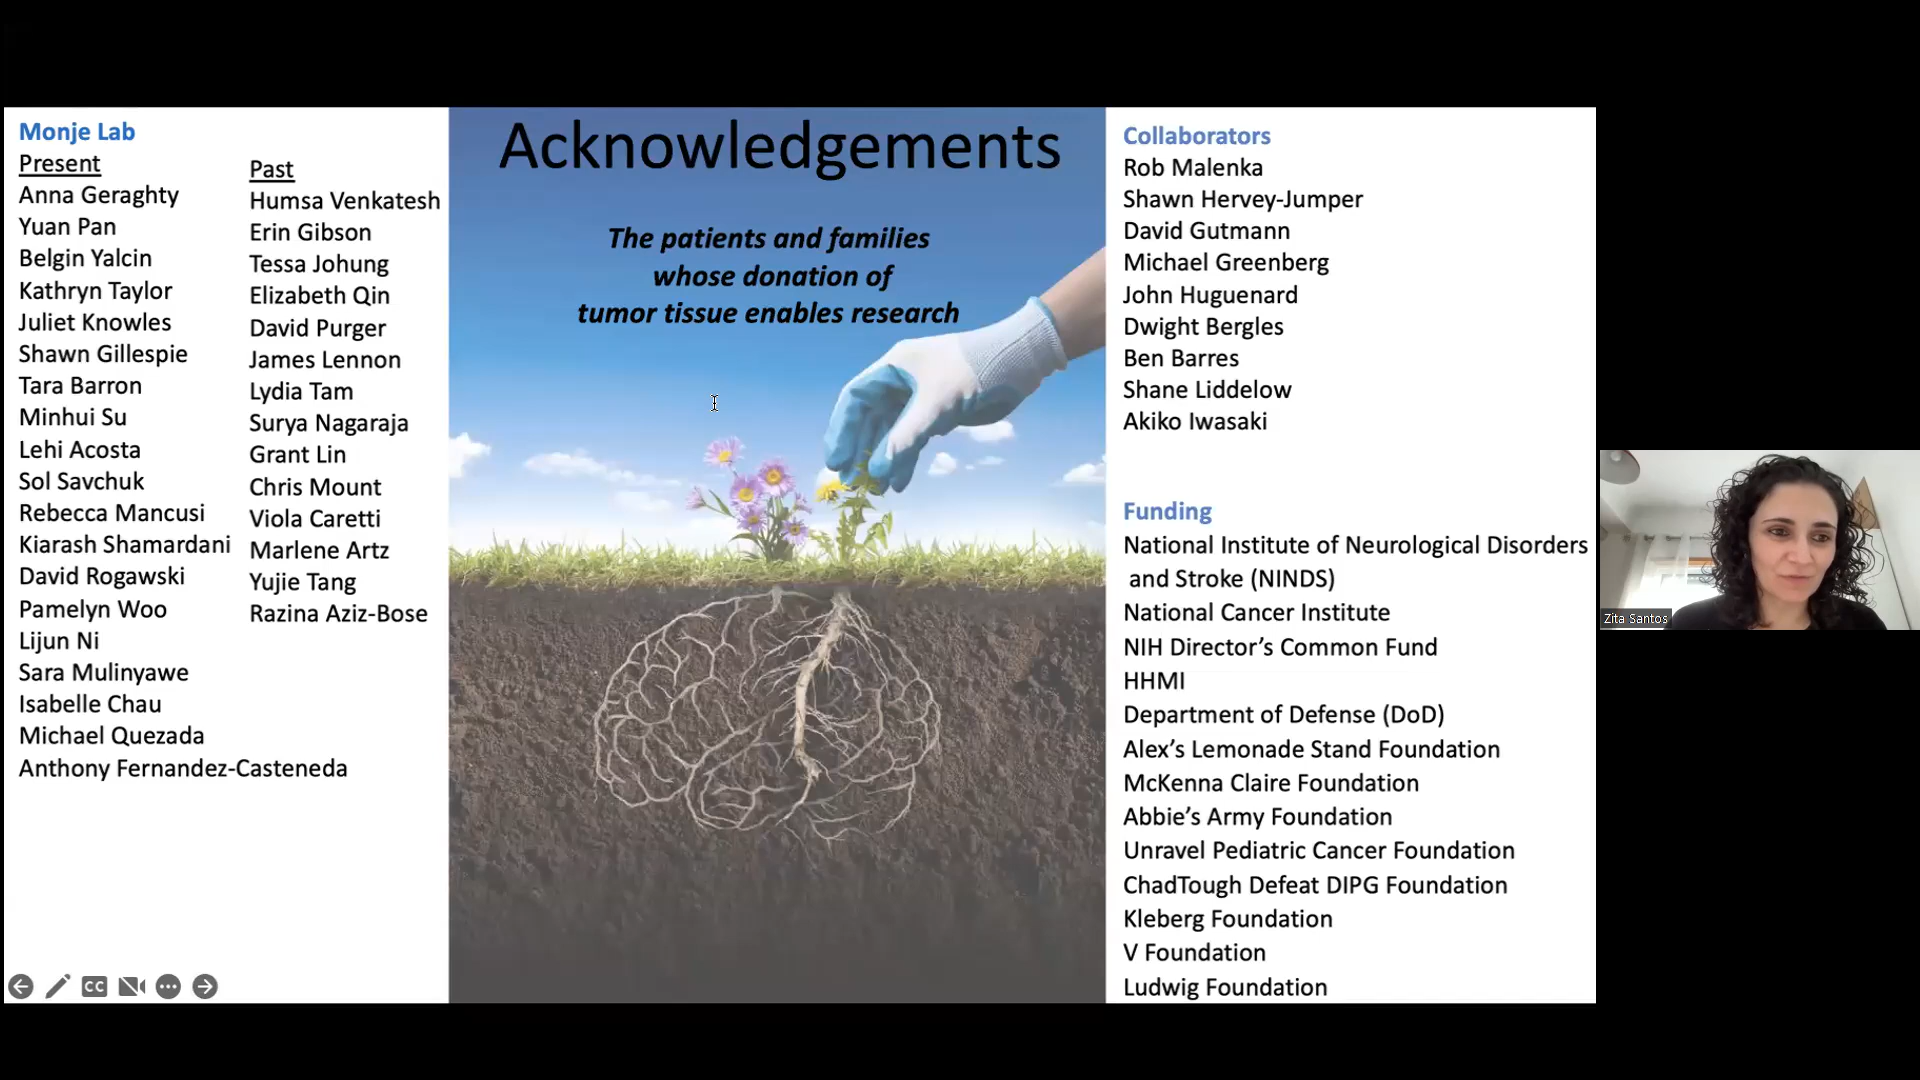 Monje Lab
Present
Anna Geraghty
Yuan Pan
Belgin Yalcin
Kathryn Taylor
Juliet Knowles
Shawn Gillespie
Tara Barron
Minhui Su
Lehi Acosta
Sol Savchuk
Rebecca Mancusi
Kiarash Shamardani
David Rogawski
Pamelyn Woo
Lijun Ni
Sara Mulinyawe
Isabelle Chau
Michael Quezada
Anthony Fernandez-Casteneda
Past
Humsa Venkatesh
Erin Gibson
Tessa Johung
Elizabeth Qin
David Purger
James Lennon
Lydia Tam
Surya Nagaraja
Grant Lin
Chris Mount
Viola Caretti
Marlene Artz
Yujie Tang
Razina Aziz-Bose
Acknowledgements
The patients and families
whose donation of
tumor tissue enables research
Collaborators
Rob Malenka
Shawn Hervey-Jumper
David Gutmann
Michael Greenberg
John Huguenard
Dwight Bergles
Ben Barres
Shane Liddelow
Akiko Iwasaki
Funding
National Institute of Neurological Disorders
and Stroke (NINDS)
National Cancer Institute
NIH Director’s Common Fund
HHMI
Department of Defense (DoD)
Alex’s Lemonade Stand Foundation
McKenna Claire Foundation
Abbie’s Army Foundation
Unravel Pediatric Cancer Foundation
ChadTough Defeat DIPG Foundation
Kleberg Foundation
V Foundation
Ludwig Foundation
CC
Zita Santos